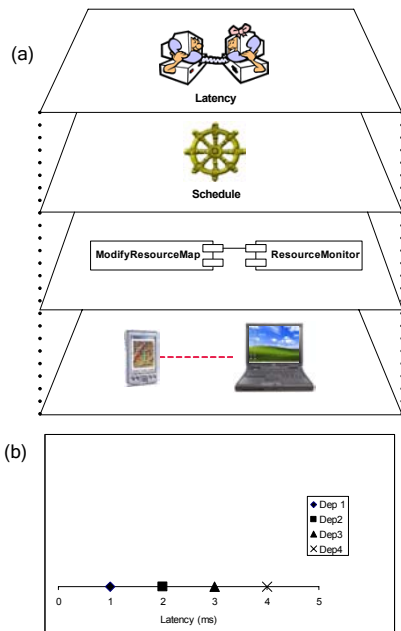 (a)
Latency
Schedule
ModifyResourceMap
ResourceMonitor
(b)
Dep 1
Dep2
Dep3
Dep4
0 1 2 3 4 5
Latency (ms)